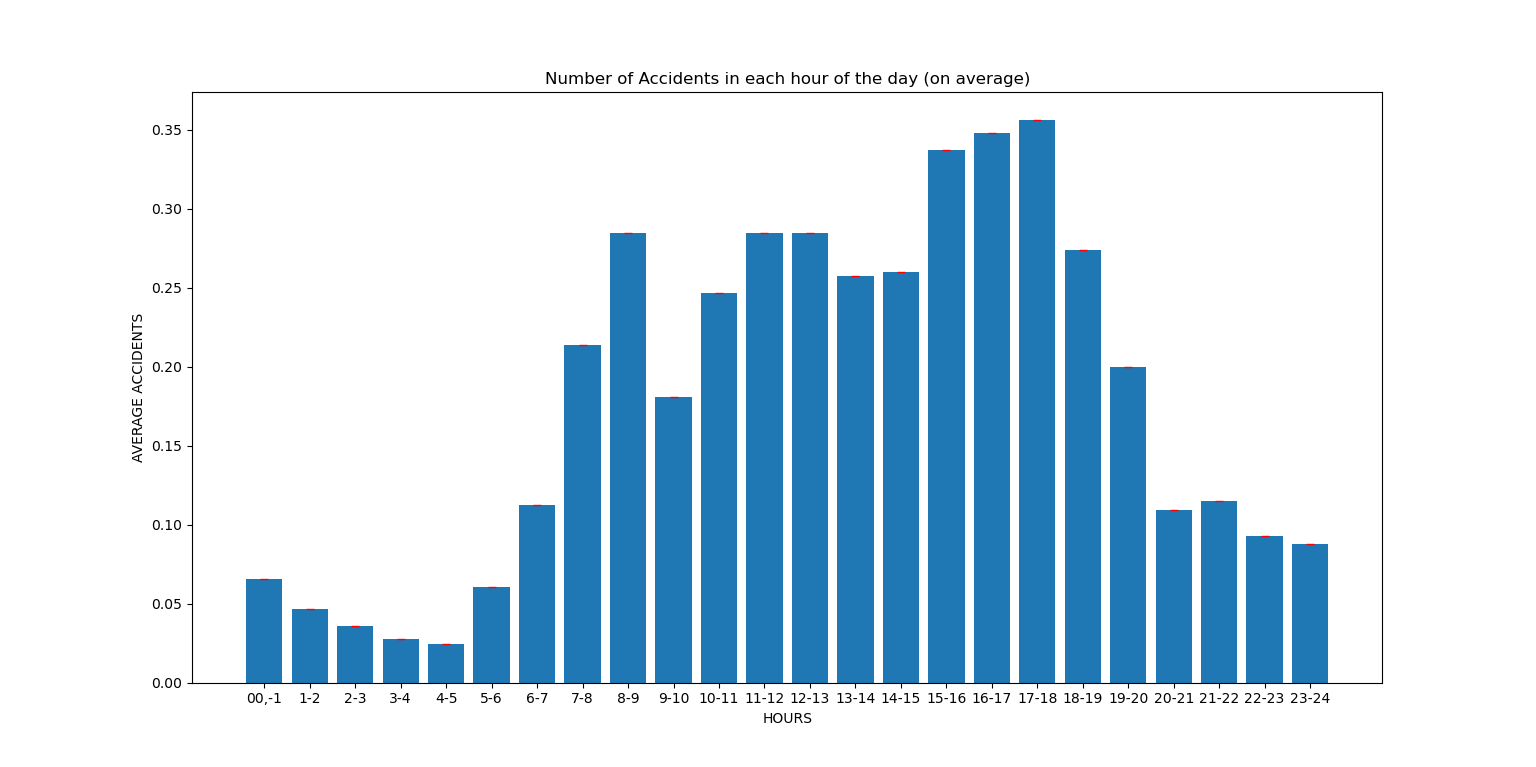 Number of Accidents in each hour of the day (on average)
AVERAGE ACCIDENTS
0.35
0.30
0.25
0.20
0.15
0.10
0.05
0.00
00,-1 1-2 2-3 3-4 4-5 5-6 6-7 7-8 8-9 9-10 10-11 11-12 12-13 13-14 14-15 15-16 16-17 17-18 18-19 19-20 20-21 21-22 22-23 23-24
HOURS